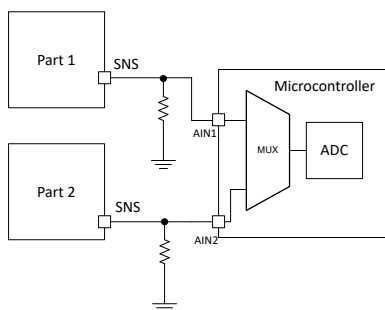 Part 1
SNS
Microcontroller
AIN1
MUX
ADC
Part 2
SNS
AIN2